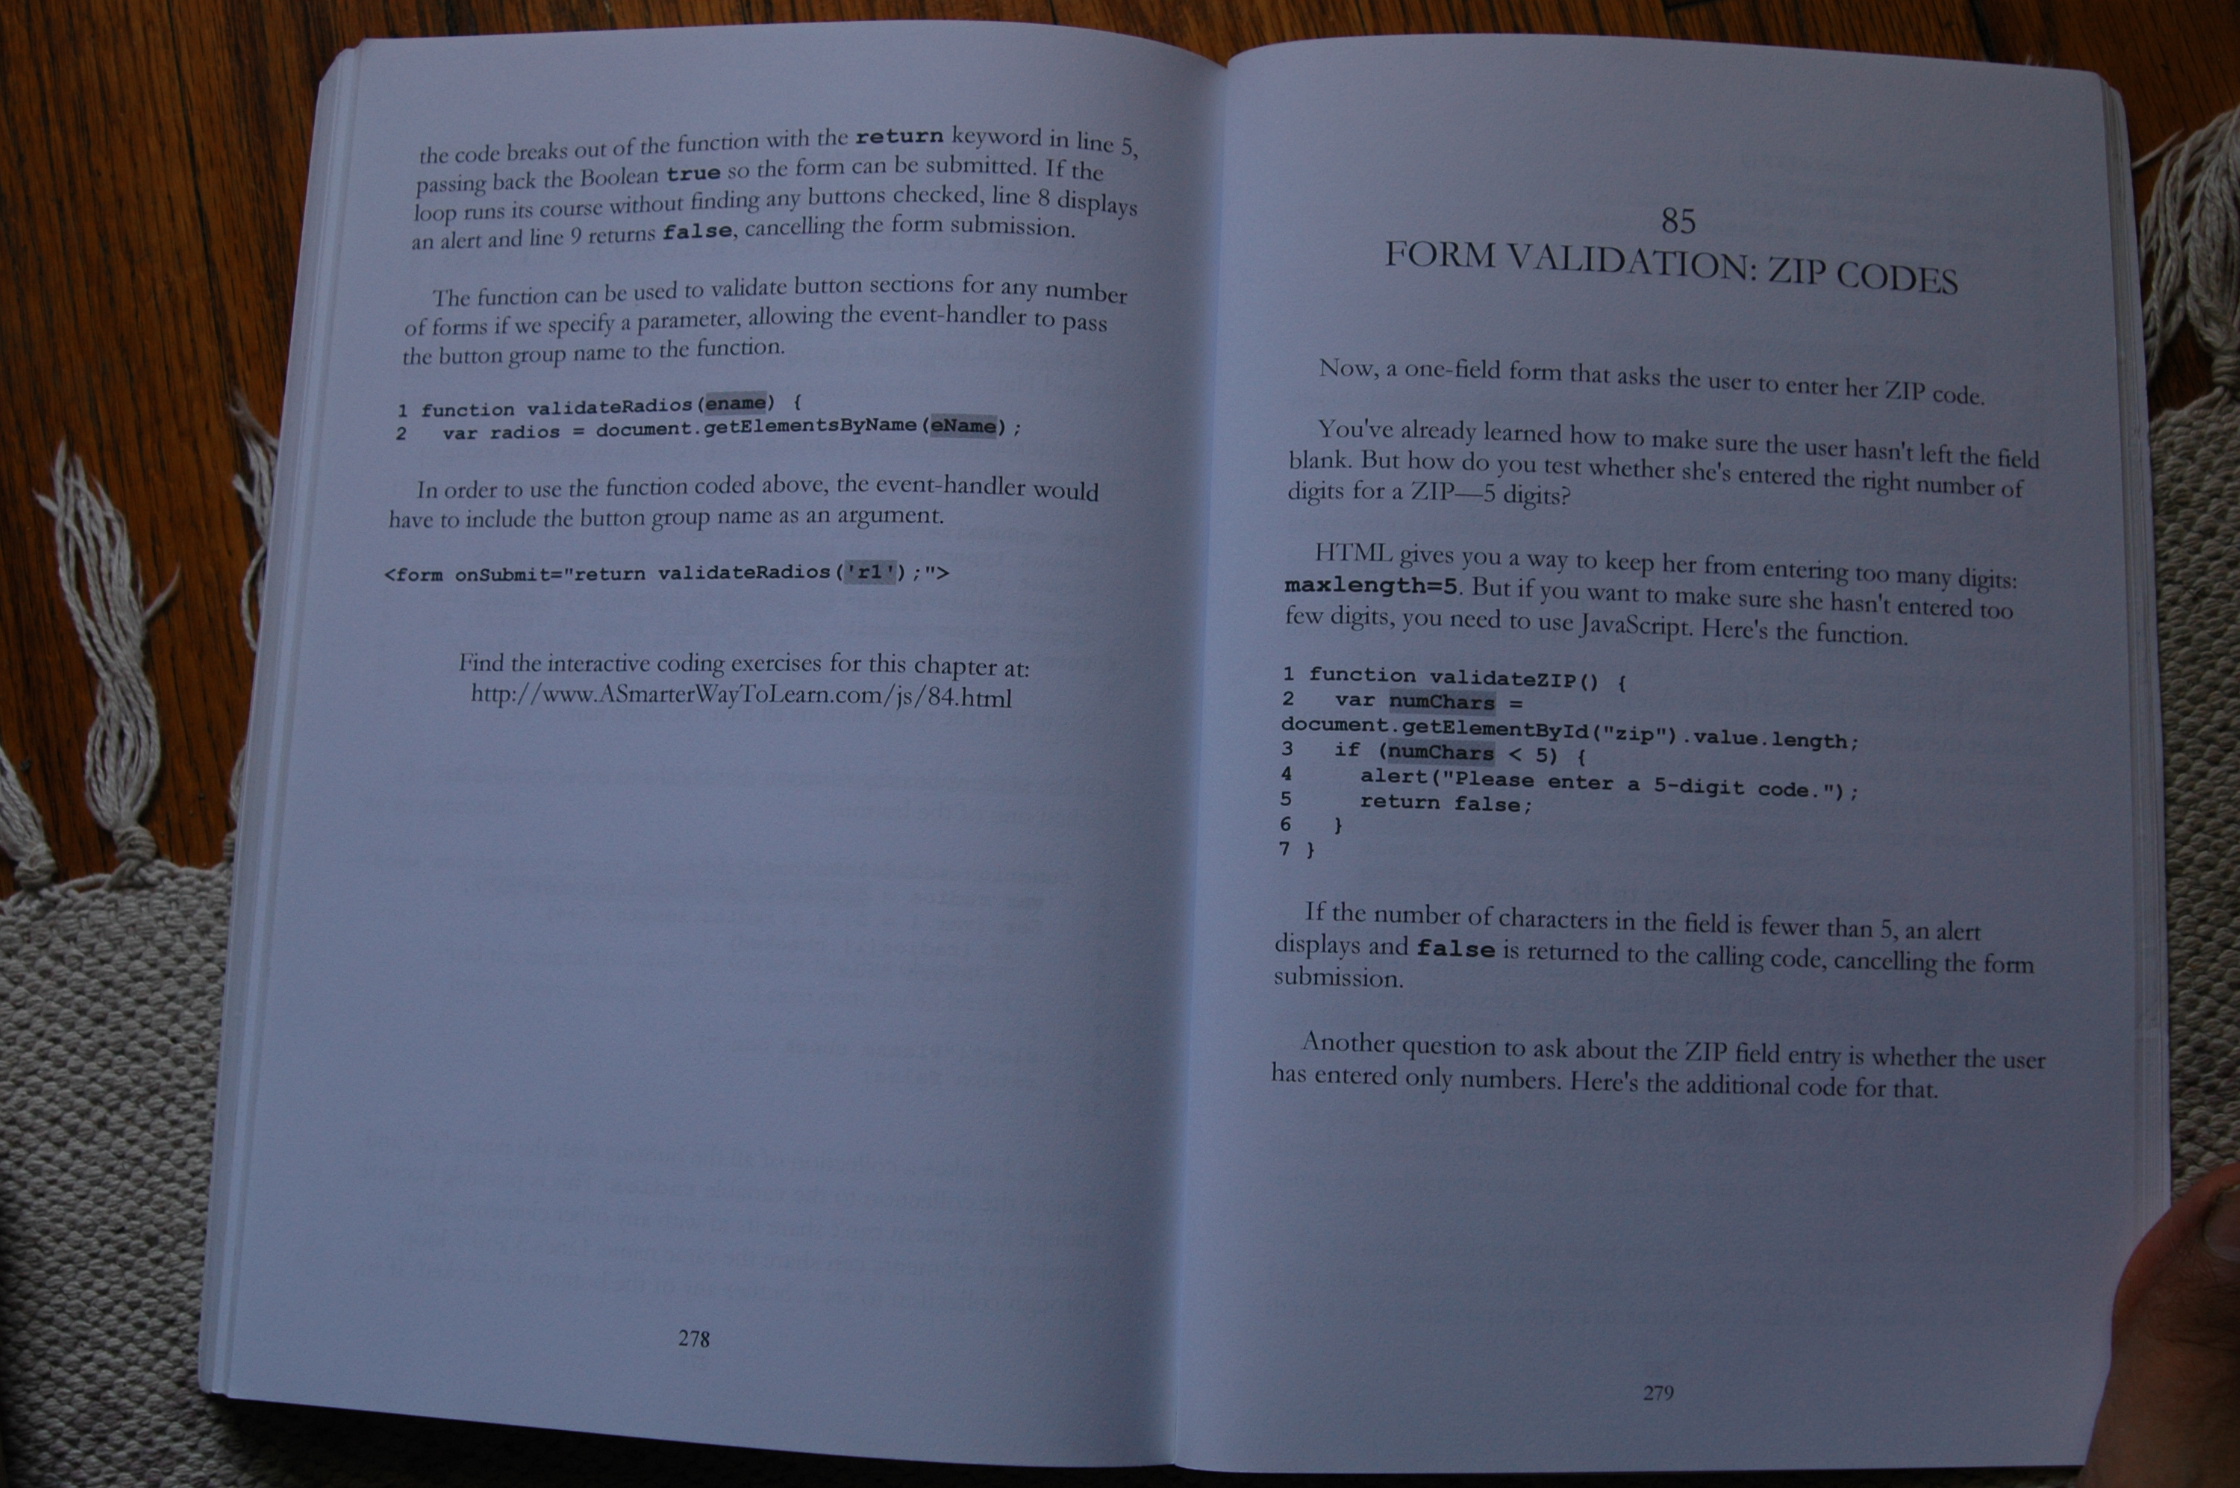 the code breaks out of the function with the return keyword in line 5,
passing back the Boolean true so the form can be submitted. If the
loop runs its course without finding any buttons checked, line 8 displays
an alert and line 9 returns false, cancelling the form submission.
The function can be used to validate button sections for any number
of forms if we specify a parameter, allowing the event-handler to pass
the button group name to the function.
1 function validateRadios(ename) {
2   var radios = document.getElementsByName(eName);
In order to use the function coded above, the event-handler would
have to include the button group name as an argument.
<form onSubmit="return validateRadios('r1');">
Find the interactive coding exercises for this chapter at:
http://www.ASmarterWayToLearn.com/js/84.html
278
85
FORM VALIDATION: ZIP CODES
Now, a one-field form that asks the user to enter her ZIP code.
You've already learned how to make sure the user hasn't left the field
blank. But how do you test whether she's entered the right number of
digits for a ZIP—5 digits?
HTML gives you a way to keep her from entering too many digits:
maxlength=5. But if you want to make sure she hasn't entered too
few digits, you need to use JavaScript. Here's the function.
1 function validateZIP() {
2   var numChars =
document.getElementById("zip").value.length;
3   if (numChars < 5) {
4     alert("Please enter a 5-digit code.");
5     return false;
6   }
7 }
If the number of characters in the field is fewer than 5, an alert
displays and false is returned to the calling code, cancelling the form
submission.
Another question to ask about the ZIP field entry is whether the user
has entered only numbers. Here's the additional code for that.
279